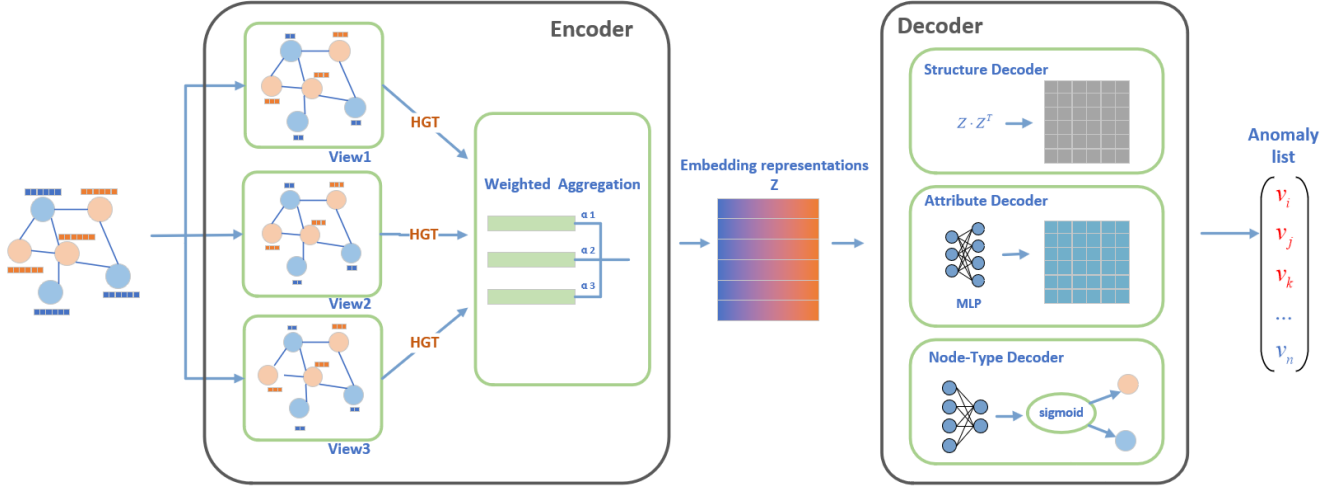 Encoder
View1
View2
View3
HGT
HGT
HGT
Weighted Aggregation
α 1
α 2
α 3
Embedding representations
Z
Decoder
Structure Decoder
Z · Z^T
Attribute Decoder
MLP
Node-Type Decoder
sigmoid
Anomaly
list
v_i
v_j
v_k
...
v_n